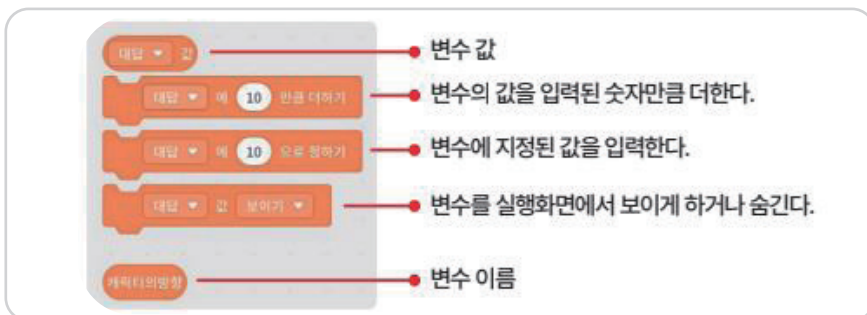 대답 값
변수 값
대답 에 10 만큼 더하기
변수의 값을 입력된 숫자만큼 더한다.
대답 에 10 으로 정하기
변수에 지정된 값을 입력한다.
대답 값 보이기
변수를 실행화면에서 보이게 하거나 숨긴다.
캐릭터의방향
변수 이름